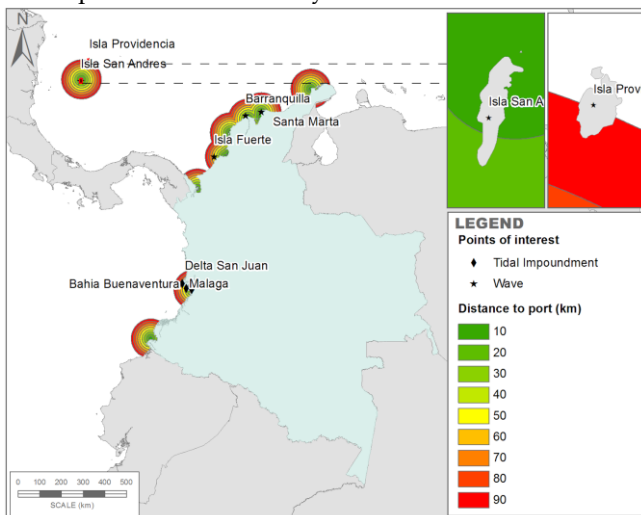 N
Isla Providencia
Isla San Andres
Barranquilla
Santa Marta
Isla Fuerte
Delta San Juan
Bahia Buenaventura
Malaga
0 100 200 300 400 500
SCALE (km)
Isla San A
Isla Prov
LEGEND
Points of interest
Tidal Impoundment
Wave
Distance to port (km)
10
20
30
40
50
60
70
80
90